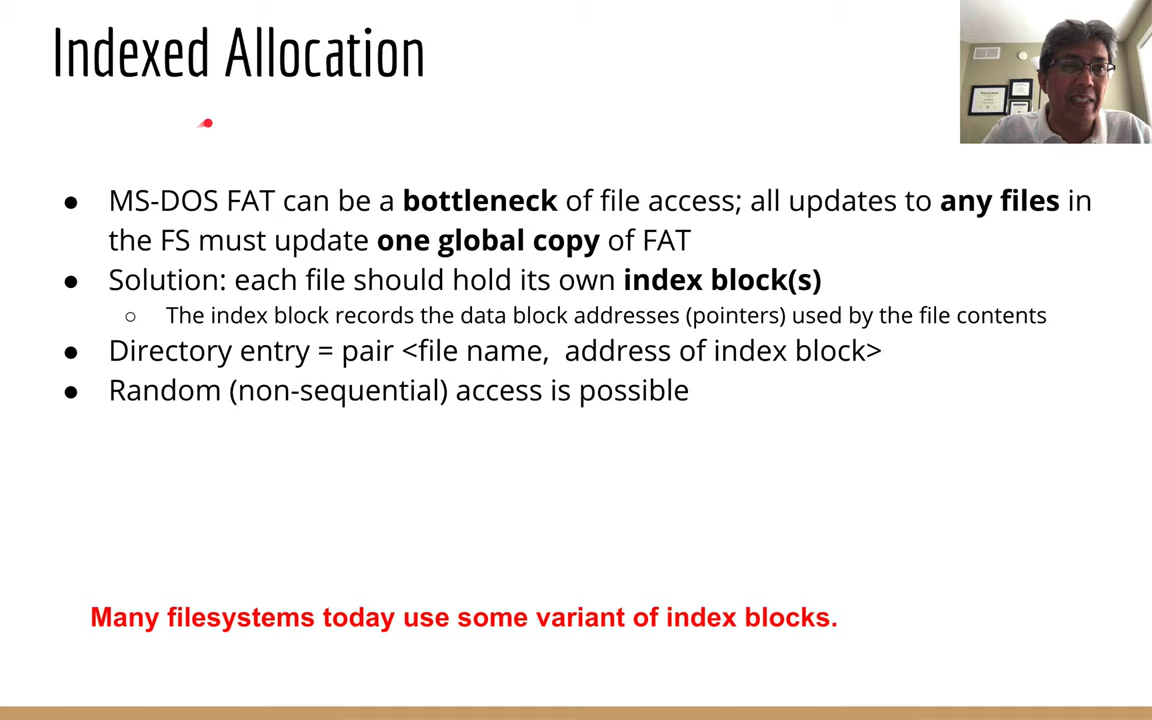 Indexed Allocation
● MS-DOS FAT can be a bottleneck of file access; all updates to any files in
the FS must update one global copy of FAT
● Solution: each file should hold its own index block(s)
○ The index block records the data block addresses (pointers) used by the file contents
● Directory entry = pair <file name, address of index block>
● Random (non-sequential) access is possible
Many filesystems today use some variant of index blocks.